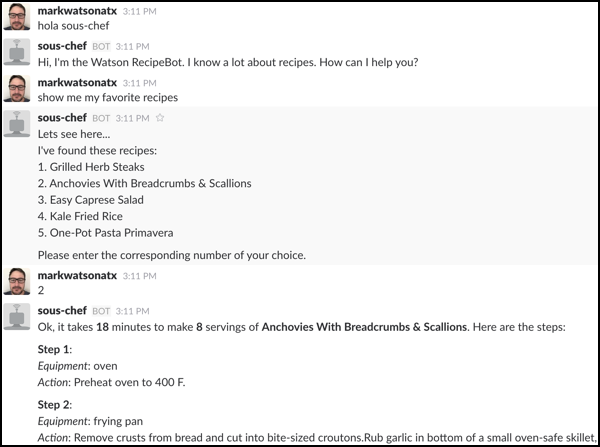 markwatsonatx 3:11 PM
hola sous-chef
sous-chef BOT 3:11 PM
Hi, I'm the Watson RecipeBot. I know a lot about recipes. How can I help you?
markwatsonatx 3:11 PM
show me my favorite recipes
sous-chef BOT 3:11 PM ☆
Lets see here...
I've found these recipes:
1. Grilled Herb Steaks
2. Anchovies With Breadcrumbs & Scallions
3. Easy Caprese Salad
4. Kale Fried Rice
5. One-Pot Pasta Primavera
Please enter the corresponding number of your choice.
markwatsonatx 3:11 PM
2
sous-chef BOT 3:11 PM
Ok, it takes 18 minutes to make 8 servings of Anchovies With Breadcrumbs & Scallions. Here are the steps:
Step 1:
Equipment: oven
Action: Preheat oven to 400 F.
Step 2:
Equipment: frying pan
Action: Remove crusts from bread and cut into bite-sized croutons.Rub garlic in bottom of a small oven-safe skillet.